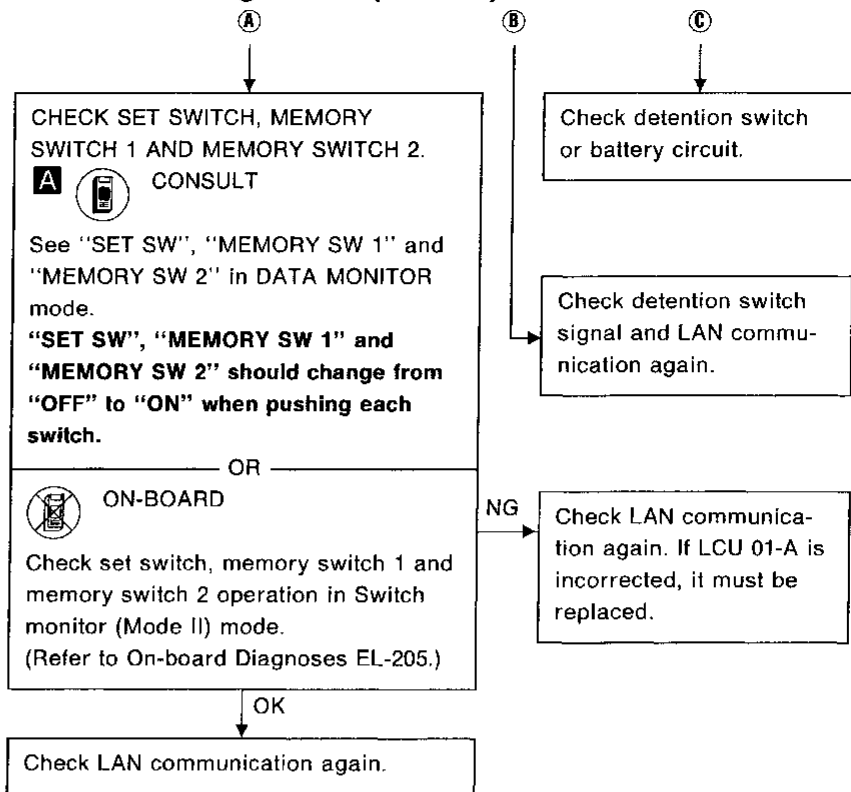 Ⓐ Ⓑ Ⓒ
CHECK SET SWITCH, MEMORY
SWITCH 1 AND MEMORY SWITCH 2.
A CONSULT
See "SET SW", "MEMORY SW 1" and
"MEMORY SW 2" in DATA MONITOR
mode.
"SET SW", "MEMORY SW 1" and
"MEMORY SW 2" should change from
"OFF" to "ON" when pushing each
switch.
OR
ON-BOARD
Check set switch, memory switch 1 and
memory switch 2 operation in Switch
monitor (Mode II) mode.
(Refer to On-board Diagnoses EL-205.)
OK
Check LAN communication again.
Check detention switch
or battery circuit.
Check detention switch
signal and LAN commu-
nication again.
NG
Check LAN communica-
tion again. If LCU 01-A is
incorrected, it must be
replaced.